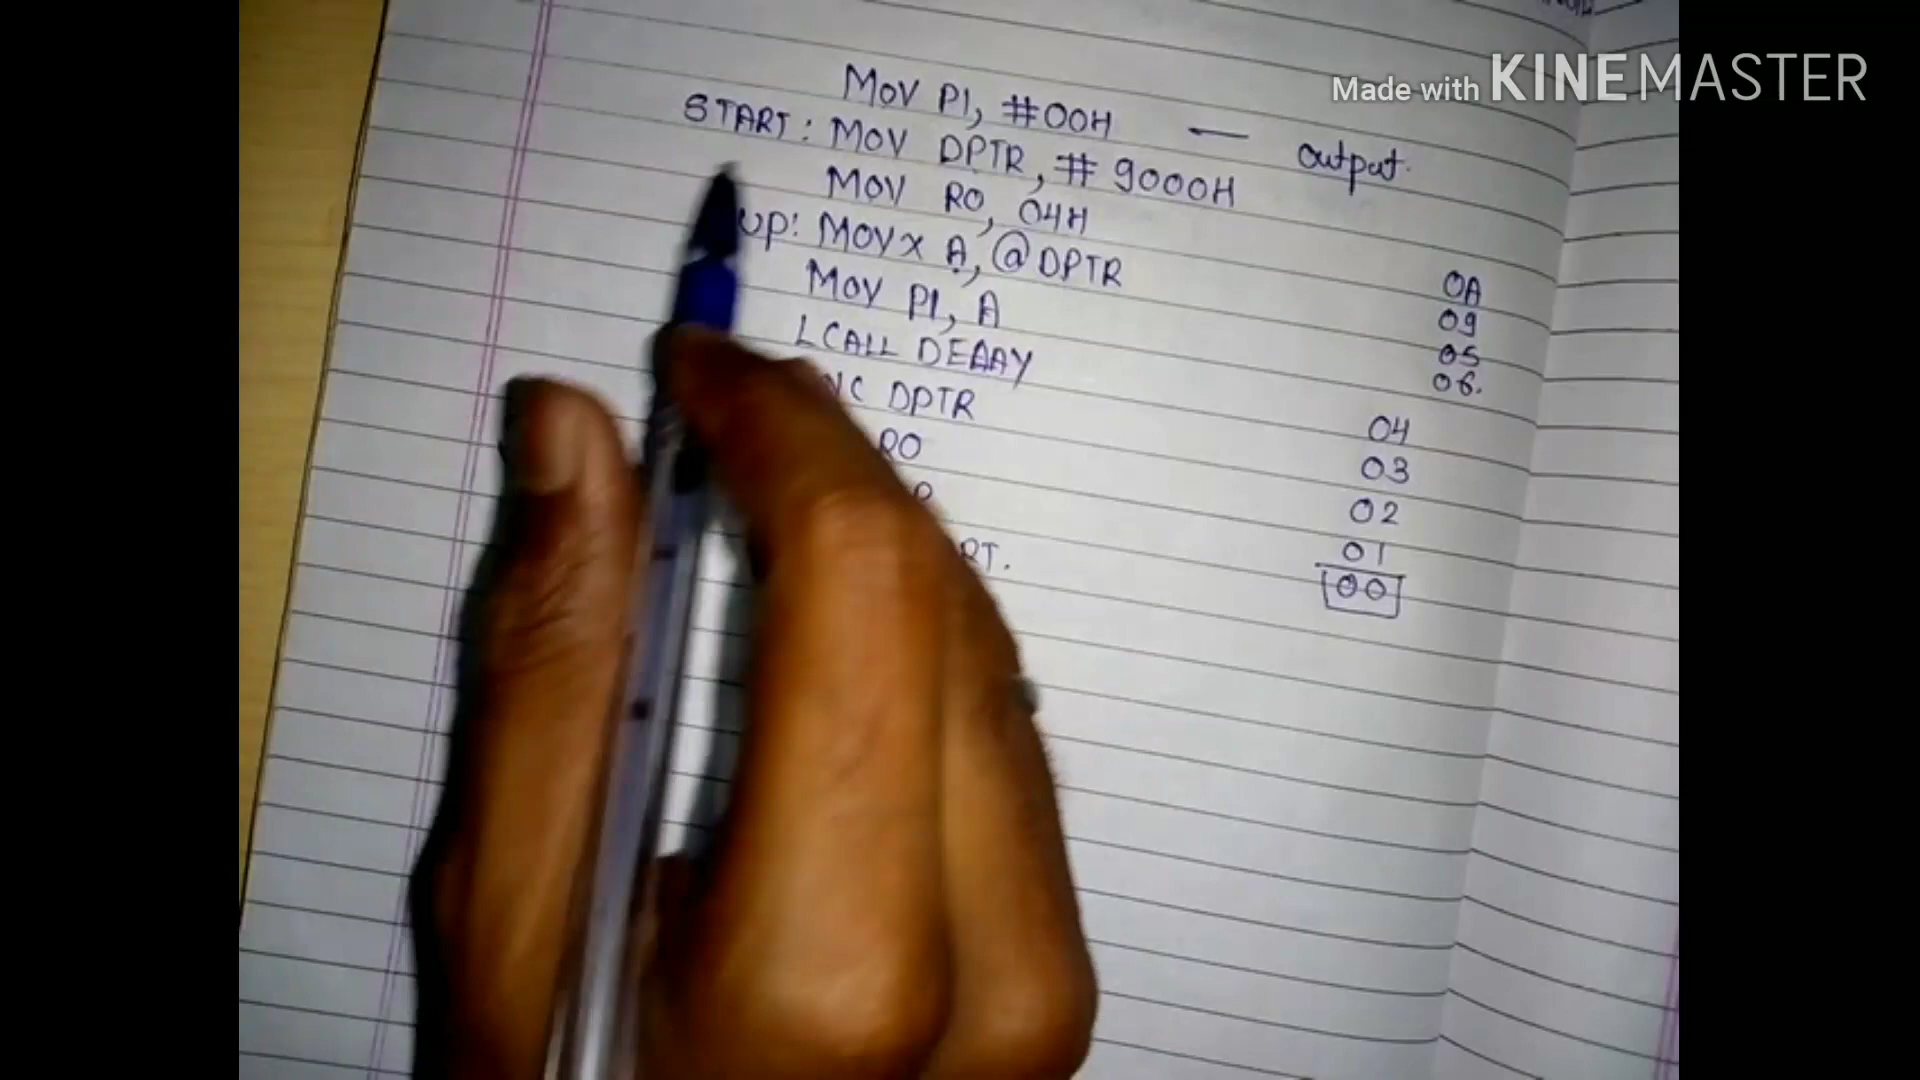 Made with KINEMASTER
MOV P1, #00H — output.
START: MOV DPTR, # 9000H
MOV R0, 04H
UP: MOVX A, @DPTR
MOV P1, A
LCALL DEAAY
DPTR
R0
0A
09
05
06.
04
03
02
01
00